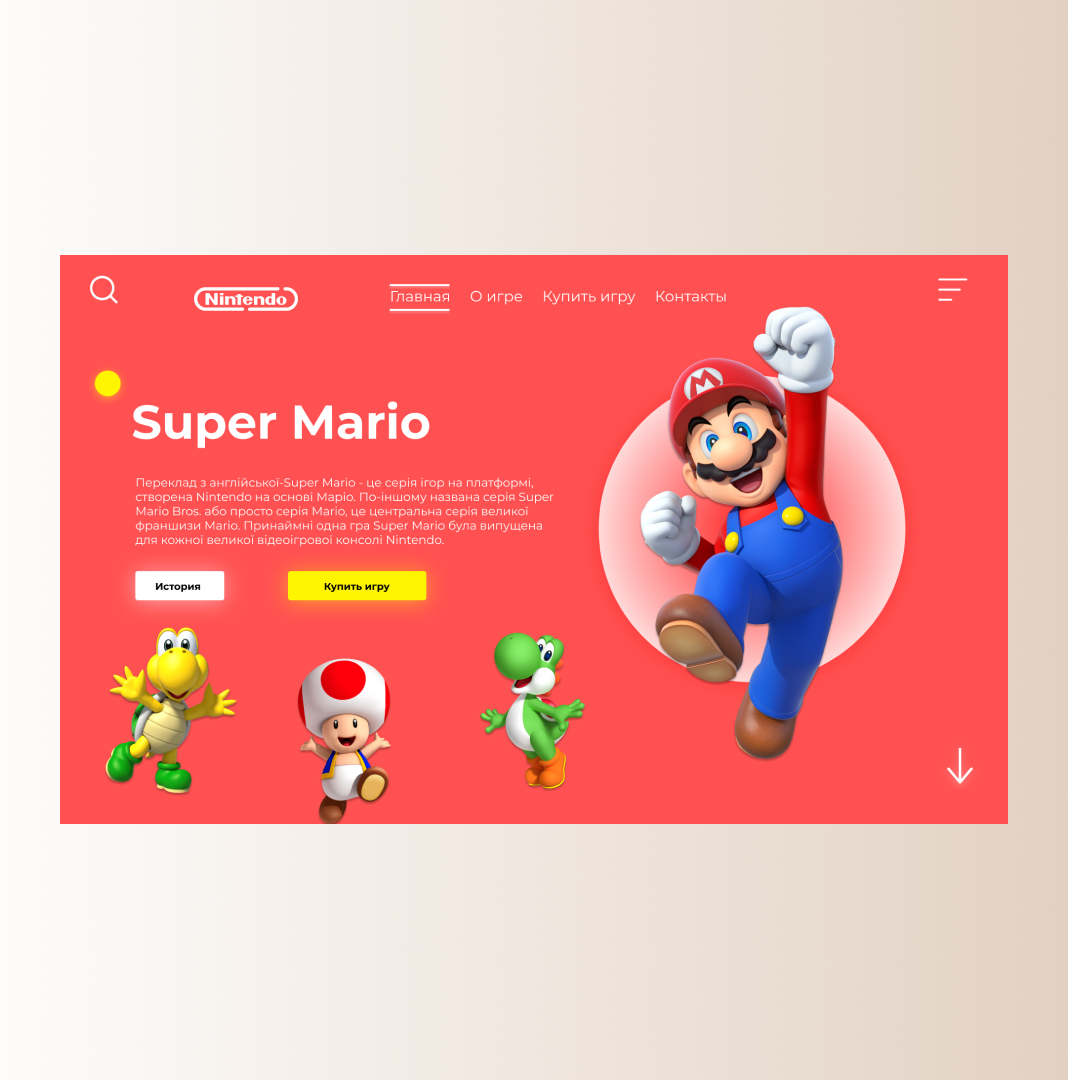 Nintendo
Главная О игре Купить игру Контакты
M
Super Mario
Переклад з англійської-Super Mario - це серія ігор на платформі,
створена Nintendo на основі Mapio. По-іншому названа серія Super
Mario Bros. або просто серія Mario, це центральна серія великої
франшизи Mario. Принаймні одна гра Super Mario була випущена
для кожної великої відеоігрової консолі Nintendo.
История Купить игру